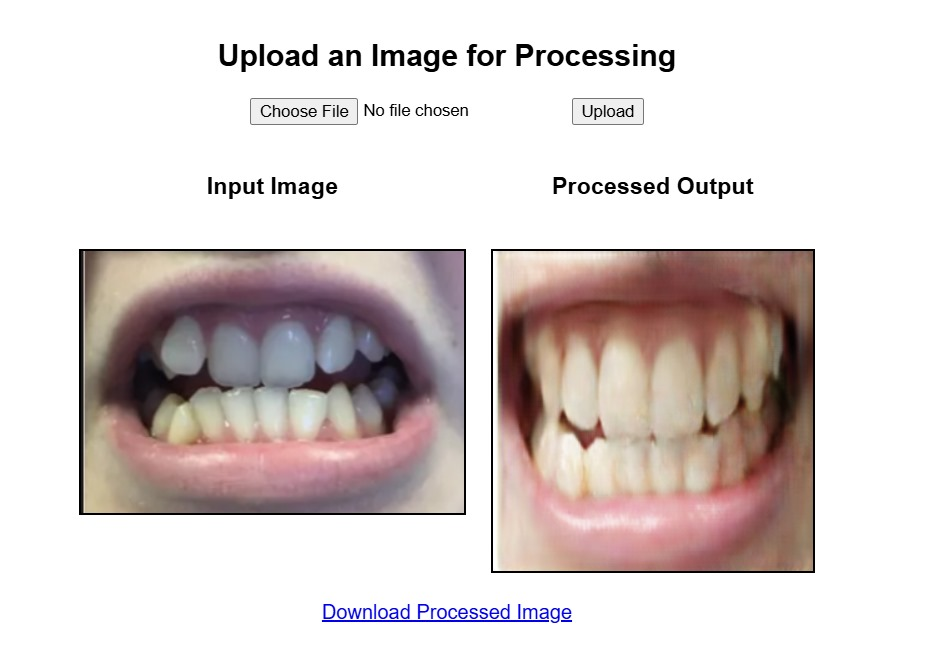 Upload an Image for Processing
Choose File No file chosen Upload
Input Image Processed Output
Download Processed Image